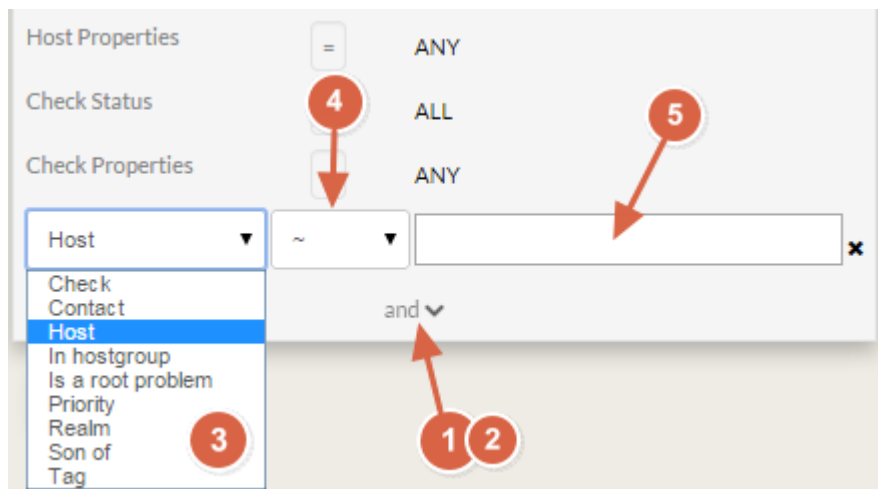 Host Properties = ANY
Check Status 4 ALL 5
Check Properties ANY
Host ~
Check
Contact
Host and
In hostgroup
Is a root problem
Priority
Realm
Son of 3 1 2
Tag